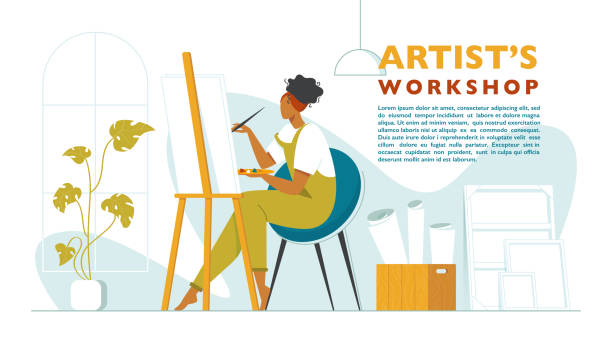 ARTIST'S
WORKSHOP
Lorem ipsum dolor sit amet, consectetur adipiscing
elit, sed do eiusmod tempor incididunt ut labore et
dolore magna aliqua. Ut enim ad minim veniam, quis
nostrud exercitation ullamco laboris nisi ut aliquip
ex ea commodo consequat. Duis aute irure dolor in
reprehenderit in voluptate velit esse cillum dolore
eu fugiat nulla pariatur. Excepteur sint occaecat
cupidatat non proident, sunt in culpa qui officia
deserunt mollit anim id est laborum.